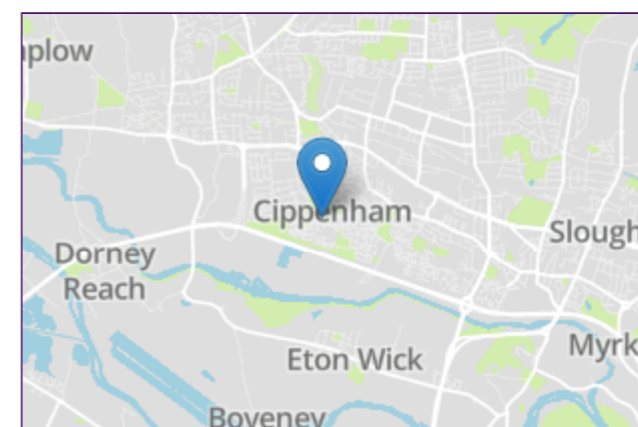 plow
Cippenham
Slough
Dorney
Reach
Myrk
Eton Wick
Boveney